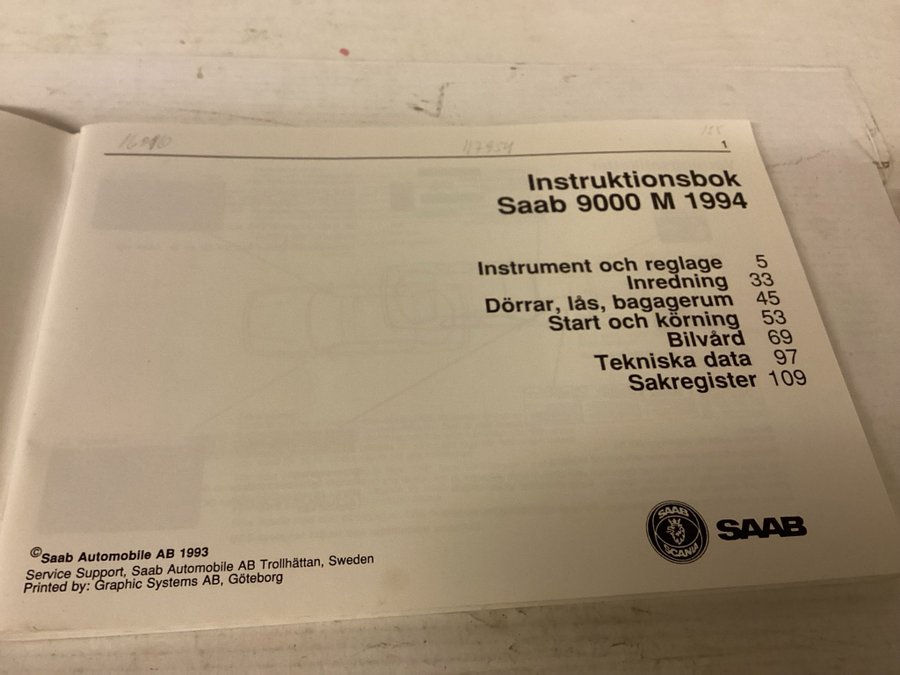 47954
1
Instruktionsbok
Saab 9000 M 1994
Instrument och reglage 5
Inredning 33
Dörrar, lås, bagagerum 45
Start och körning 53
Bilvård 69
Tekniska data 97
Sakregister 109
SAAB
SCANIA
SAAB
©Saab Automobile AB 1993
Service Support, Saab Automobile AB Trollhättan, Sweden
Printed by: Graphic Systems AB, Göteborg